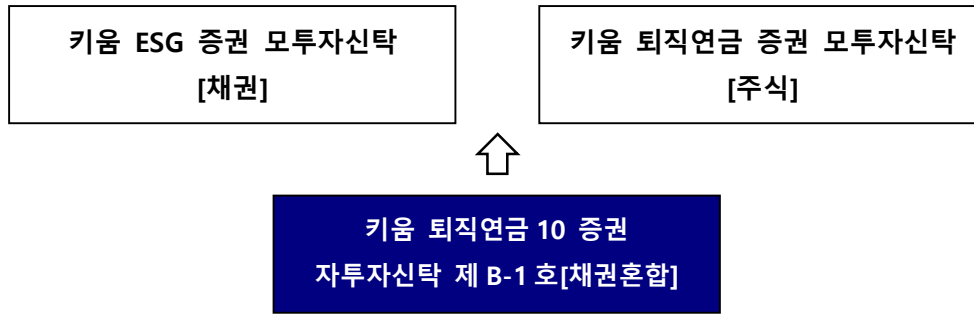 키움 ESG 증권 모투자신탁
[채권]
키움 퇴직연금 증권 모투자신탁
[주식]
키움 퇴직연금 10 증권
자투자신탁 제 B-1 호[채권혼합]